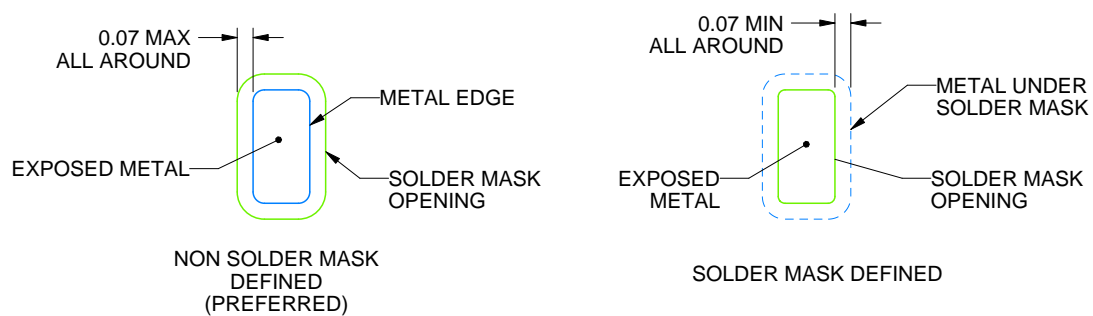 0.07 MAX
ALL AROUND
METAL EDGE
EXPOSED METAL
SOLDER MASK
OPENING
NON SOLDER MASK
DEFINED
(PREFERRED)
0.07 MIN
ALL AROUND
METAL UNDER
SOLDER MASK
EXPOSED
METAL
SOLDER MASK
OPENING
SOLDER MASK DEFINED